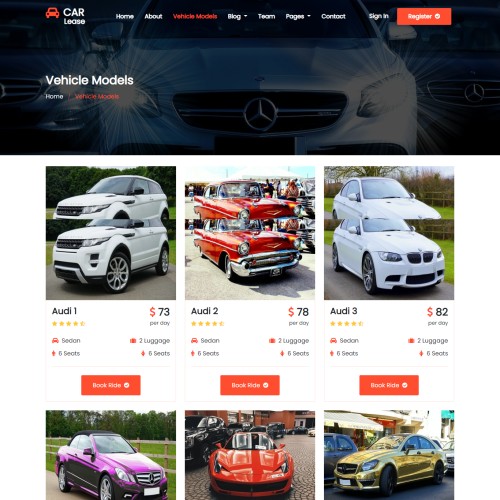 CAR
Lease
Home About Vehicle Models Blog Team Pages Contact Sign In Register
Vehicle Models
Home Vehicle Models
Audi 1 $ 73
per day
Sedan 2 Luggage
6 Seats 6 Seats
Book Ride
Audi 2 $ 78
per day
Sedan 2 Luggage
6 Seats 6 Seats
Book Ride
Audi 3 $ 82
per day
Sedan 2 Luggage
6 Seats 6 Seats
Book Ride